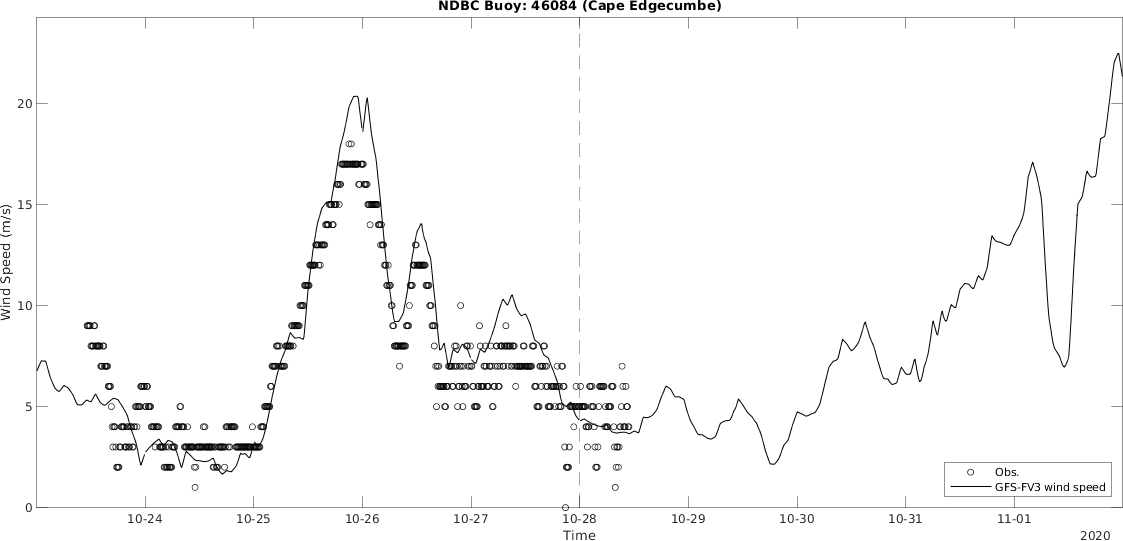 NDBC Buoy: 46084 (Cape Edgecumbe)
Wind Speed (m/s)
20
15
10
5
0
10-24 10-25 10-26 10-27 10-28 10-29 10-30 10-31 11-01
Time
2020
Obs.
GFS-FV3 wind speed